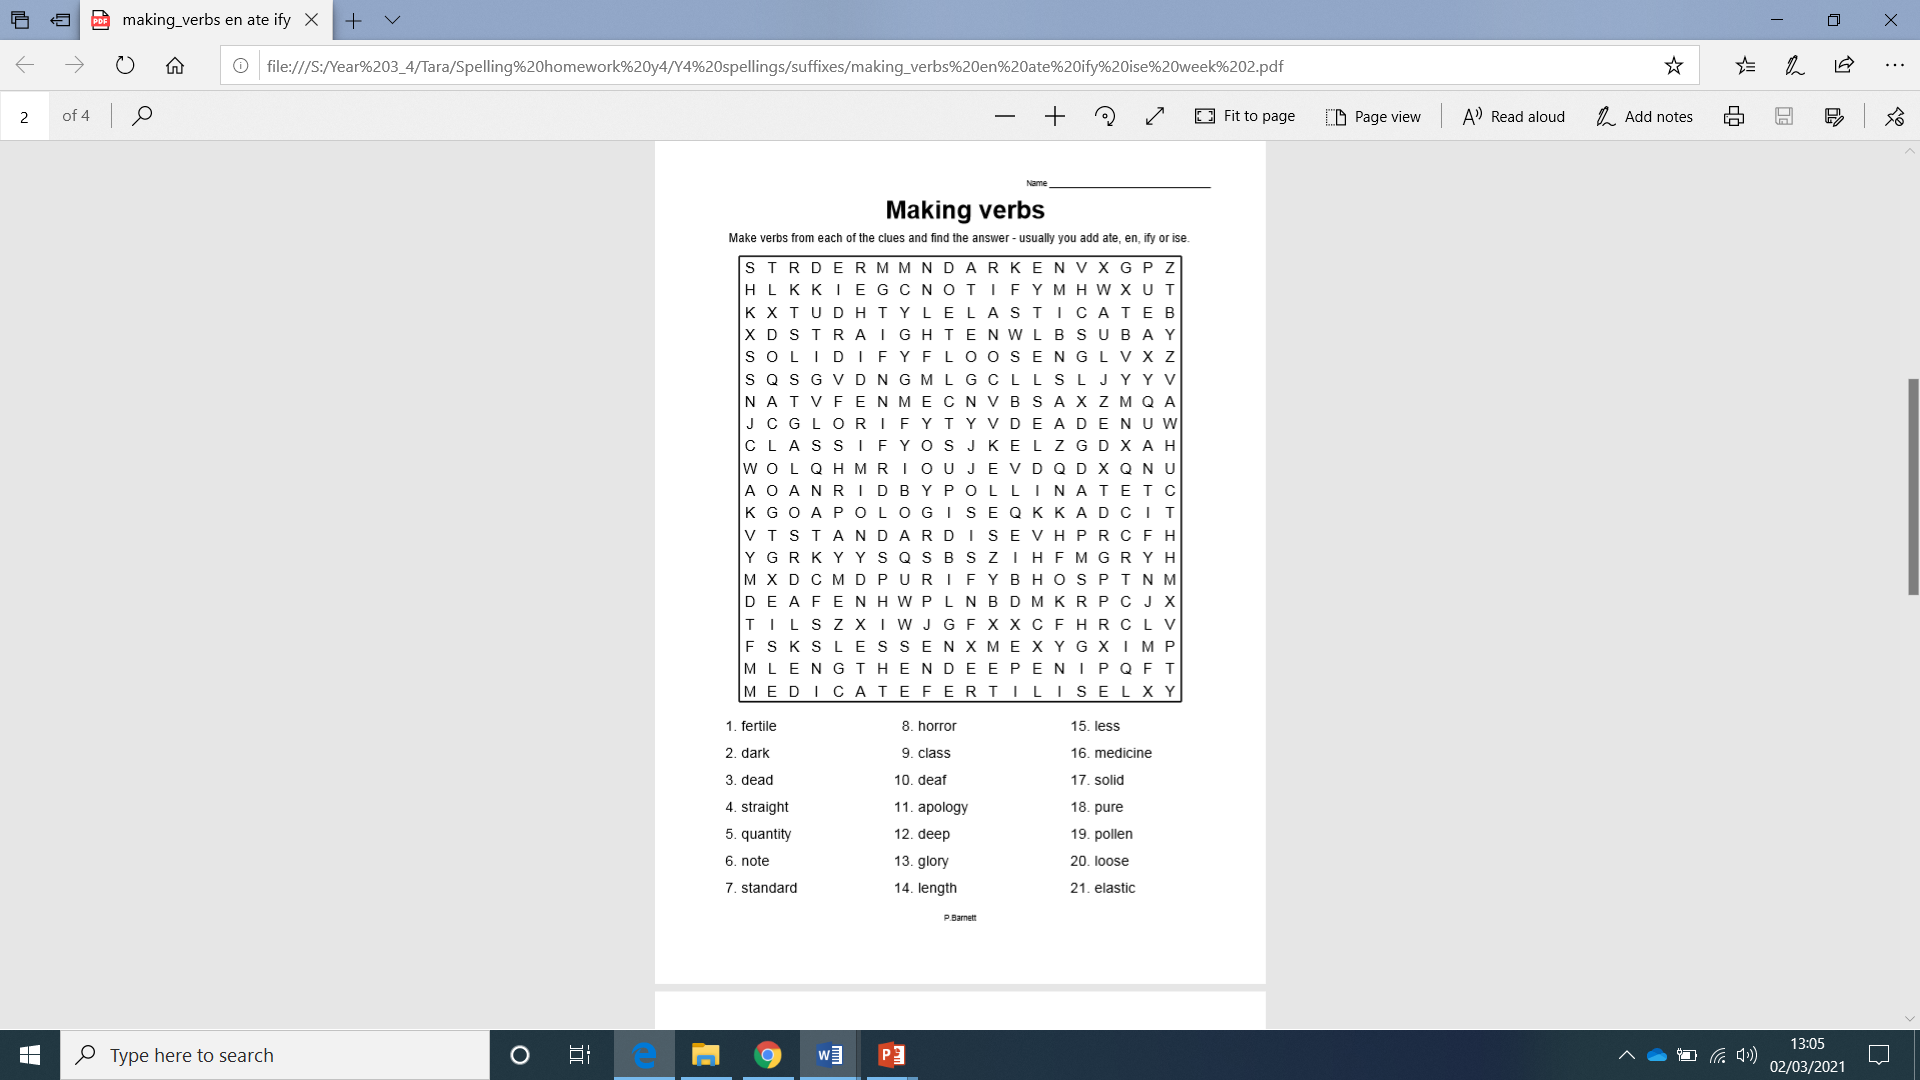 making_verbs en ate ify
file:///S:/Year%203_4/Tara/Spelling%20homework%20y4/Y4%20spellings/suffixes/making_verbs%20en%20ate%20ify%20ise%20week%202.pdf
2 of 4 Fit to page Page view Read aloud Add notes
Name
Making verbs
Make verbs from each of the clues and find the answer - usually you add ate, en, ify or ise.
S T R D E R M M N D A R K E N V X G P Z
H L K K I E G C N O T I F Y M H W X U T
K X T U D H T Y L E L A S T I C A T E B
X D S T R A I G H T E N W L B S U B A Y
S O L I D I F Y F L O O S E N G L V X Z
S Q S G V D N G M L G C L L S L J Y Y V
N A T V F E N M E C N V B S A X Z M Q A
J C G L O R I F Y T Y V D E A D E N U W
C L A S S I F Y O S J K E L Z G D X A H
W O L Q H M R I O U J E V D Q D X Q N U
A O A N R I D B Y P O L L I N A T E T C
K G O A P O L O G I S E Q K K A D C I T
V T S T A N D A R D I S E V H P R C F H
Y G R K Y Y S Q S B S Z I H F M G R Y H
M X D C M D P U R I F Y B H O S P T N M
D E A F E N H W P L N B D M K R P C J X
T I L S Z X I W J G F X X C F H R C L V
F S K S L E S S E N X M E X Y G X I M P
M L E N G T H E N D E E P E N I P Q F T
M E D I C A T E F E R T I L I S E L X Y
1. fertile 8. horror 15. less
2. dark 9. class 16. medicine
3. dead 10. deaf 17. solid
4. straight 11. apology 18. pure
5. quantity 12. deep 19. pollen
6. note 13. glory 20. loose
7. standard 14. length 21. elastic
P.Barnett
Type here to search
13:05
02/03/2021